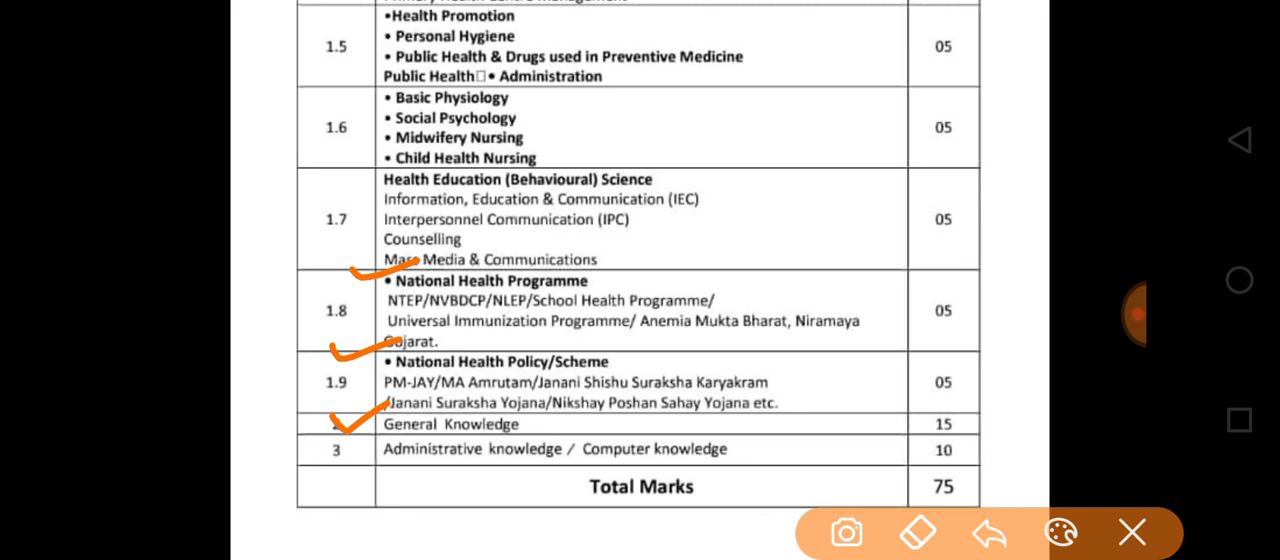 •Health Promotion
1.5
• Personal Hygiene
05
• Public Health & Drugs used in Preventive Medicine
Public Health□• Administration
• Basic Physiology
1.6
• Social Psychology
05
• Midwifery Nursing
• Child Health Nursing
Health Education (Behavioural) Science
Information, Education & Communication (IEC)
1.7
Interpersonnel Communication (IPC)
05
Counselling
Media & Communications
• National Health Programme
1.8
NTEP/NVBDCP/NLEP/School Health Programme/
05
Universal Immunization Programme/ Anemia Mukta Bharat, Niramaya
Gujarat.
• National Health Policy/Scheme
1.9
PM-JAY/MA Amrutam/Janani Shishu Suraksha Karyakram
05
/Janani Suraksha Yojana/Nikshay Poshan Sahay Yojana etc.
General Knowledge
15
3
Administrative knowledge / Computer knowledge
10
Total Marks
75